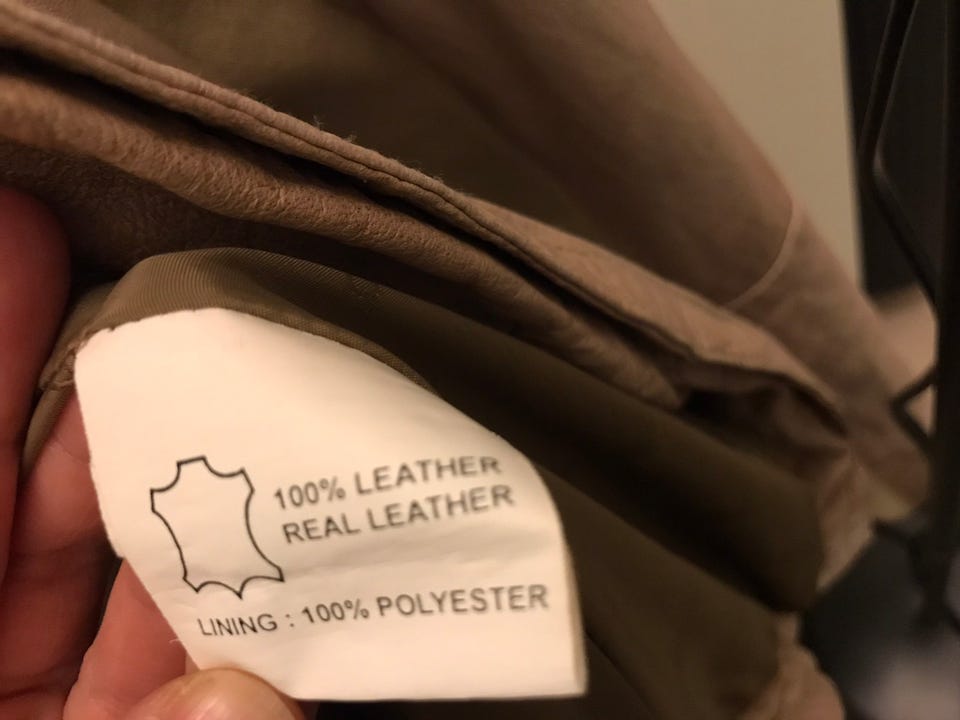 100% LEATHER
REAL LEATHER
LINING : 100% POLYESTER